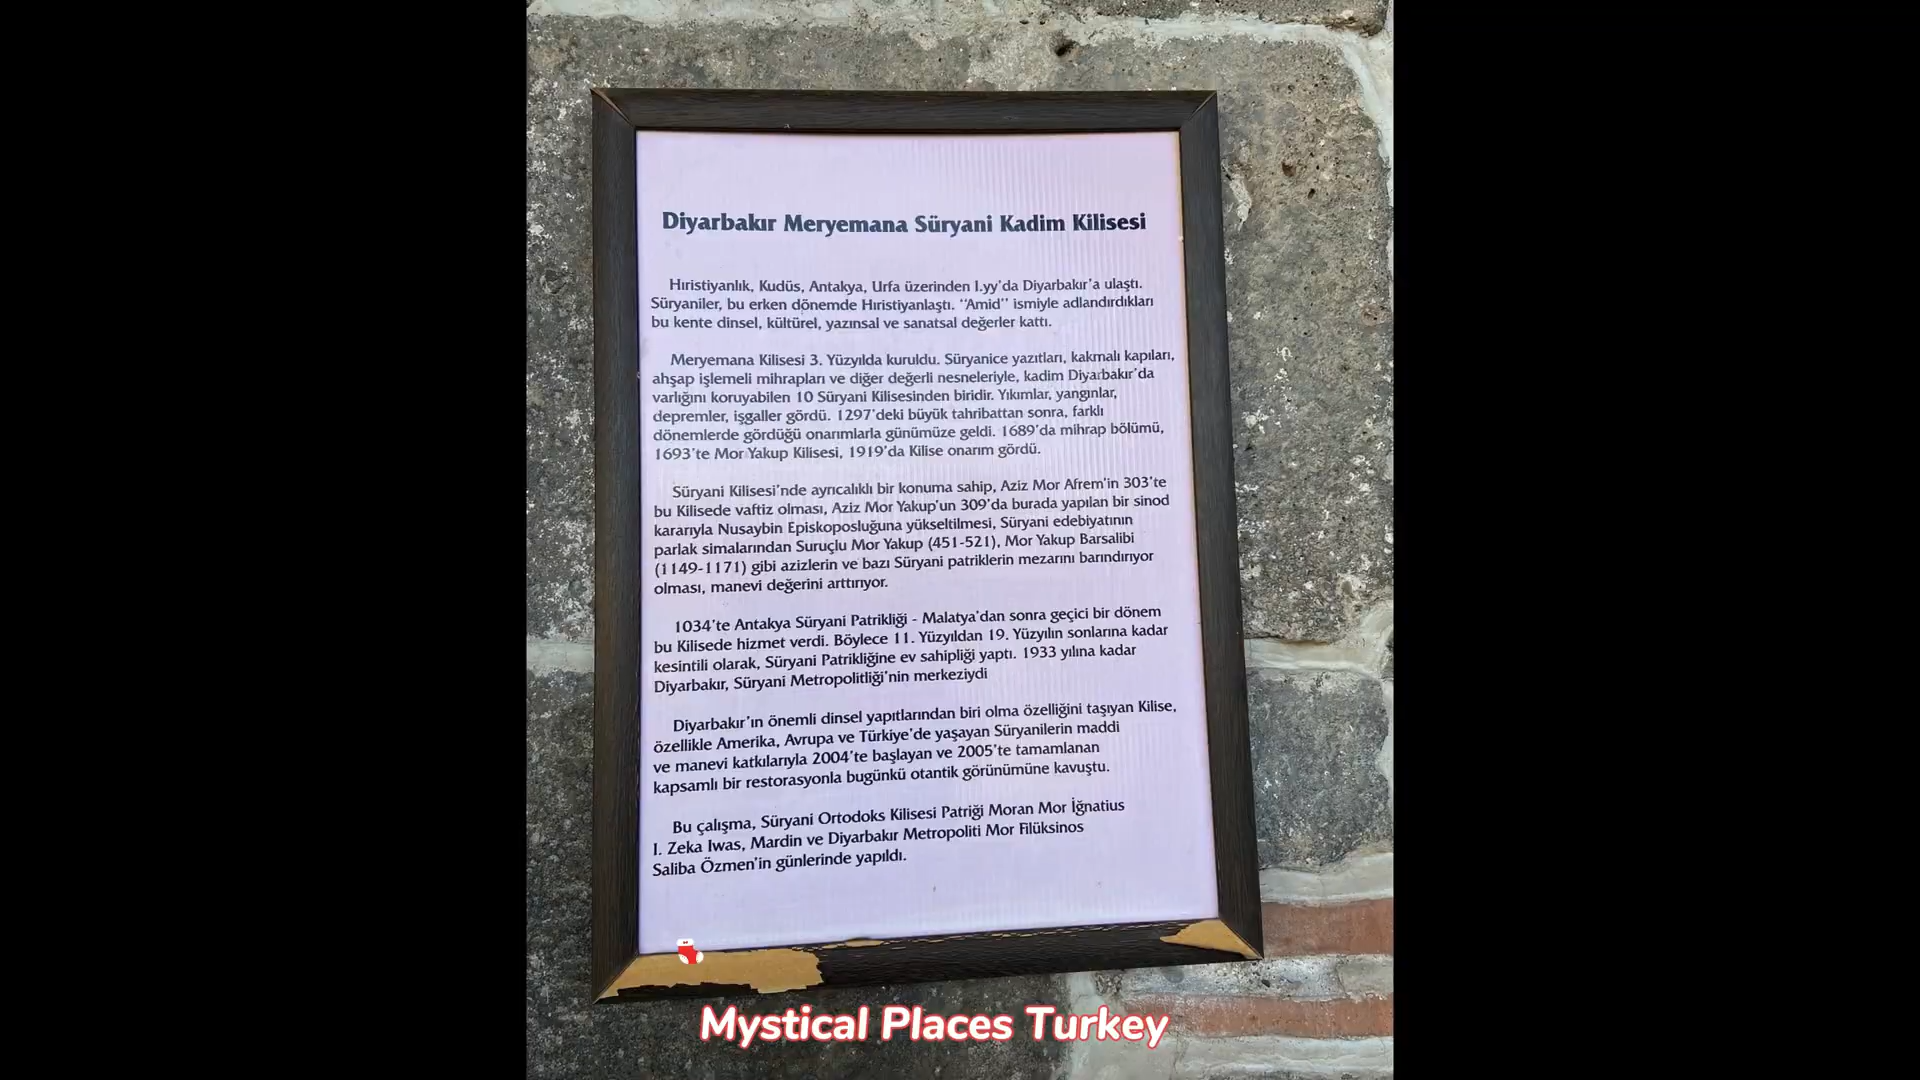 Diyarbakır Meryemana Süryani Kadim Kilisesi
Hıristiyanlık, Kudüs, Antakya, Urfa üzerinden I.yy'da Diyarbakır'a ulaştı.
Süryaniler, bu erken dönemde Hıristiyanlaştı. "Amid" ismiyle adlandırdıkları
bu kente dinsel, kültürel, yazınsal ve sanatsal değerler kattı.
Meryemana Kilisesi 3. Yüzyılda kuruldu. Süryanice yazıtları, kakmalı kapıları,
ahşap işlemeli mihrapları ve diğer değerli nesneleriyle, kadim Diyarbakır'da
varlığını koruyabilen 10 Süryani Kilisesinden biridir. Yıkımlar, yangınlar,
depremler, işgaller gördü. 1297'deki büyük tahribattan sonra, farklı
dönemlerde gördüğü onarımlarla günümüze geldi. 1689'da mihrap bölümü,
1693'te Mor Yakup Kilisesi, 1919'da Kilise onarım gördü.
Süryani Kilisesi'nde ayrıcalıklı bir konuma sahip, Aziz Mor Afrem'in 303'te
bu Kilisede vaftiz olması, Aziz Mor Yakup'un 309'da burada yapılan bir sinod
kararıyla Nusaybin Episkoposluğuna yükseltilmesi, Süryani edebiyatının
parlak simalarından Suruçlu Mor Yakup (451-521), Mor Yakup Barsalibi
(1149-1171) gibi azizlerin ve bazı Süryani patriklerin mezarını barındırıyor
olması, manevi değerini arttırıyor.
1034'te Antakya Süryani Patrikliği - Malatya'dan sonra geçici bir dönem
bu Kilisede hizmet verdi. Böylece 11. Yüzyıldan 19. Yüzyılın sonlarına kadar
kesintili olarak, Süryani Patrikliğine ev sahipliği yaptı. 1933 yılına kadar
Diyarbakır, Süryani Metropolitliği'nin merkeziydi
Diyarbakır'ın önemli dinsel yapıtlarından biri olma özelliğini taşıyan Kilise,
özellikle Amerika, Avrupa ve Türkiye'de yaşayan Süryanilerin maddi
ve manevi katkılarıyla 2004'te başlayan ve 2005'te tamamlanan
kapsamlı bir restorasyonla bugünkü otantik görünümüne kavuştu.
Bu çalışma, Süryani Ortodoks Kilisesi Patriği Moran Mor İğnatius
I. Zeka Iwas, Mardin ve Diyarbakır Metropoliti Mor Filüksinos
Saliba Özmen'in günlerinde yapıldı.
Mystical Places Turkey